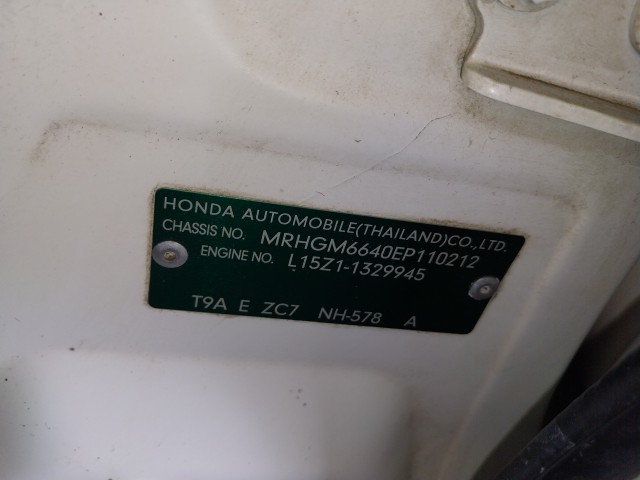 HONDA AUTOMOBILE(THAILAND)CO.,LTD.
CHASSIS NO. MRHGM6640EP110212
ENGINE NO. L15Z1-1329945
T9A E ZC7 NH-578 A